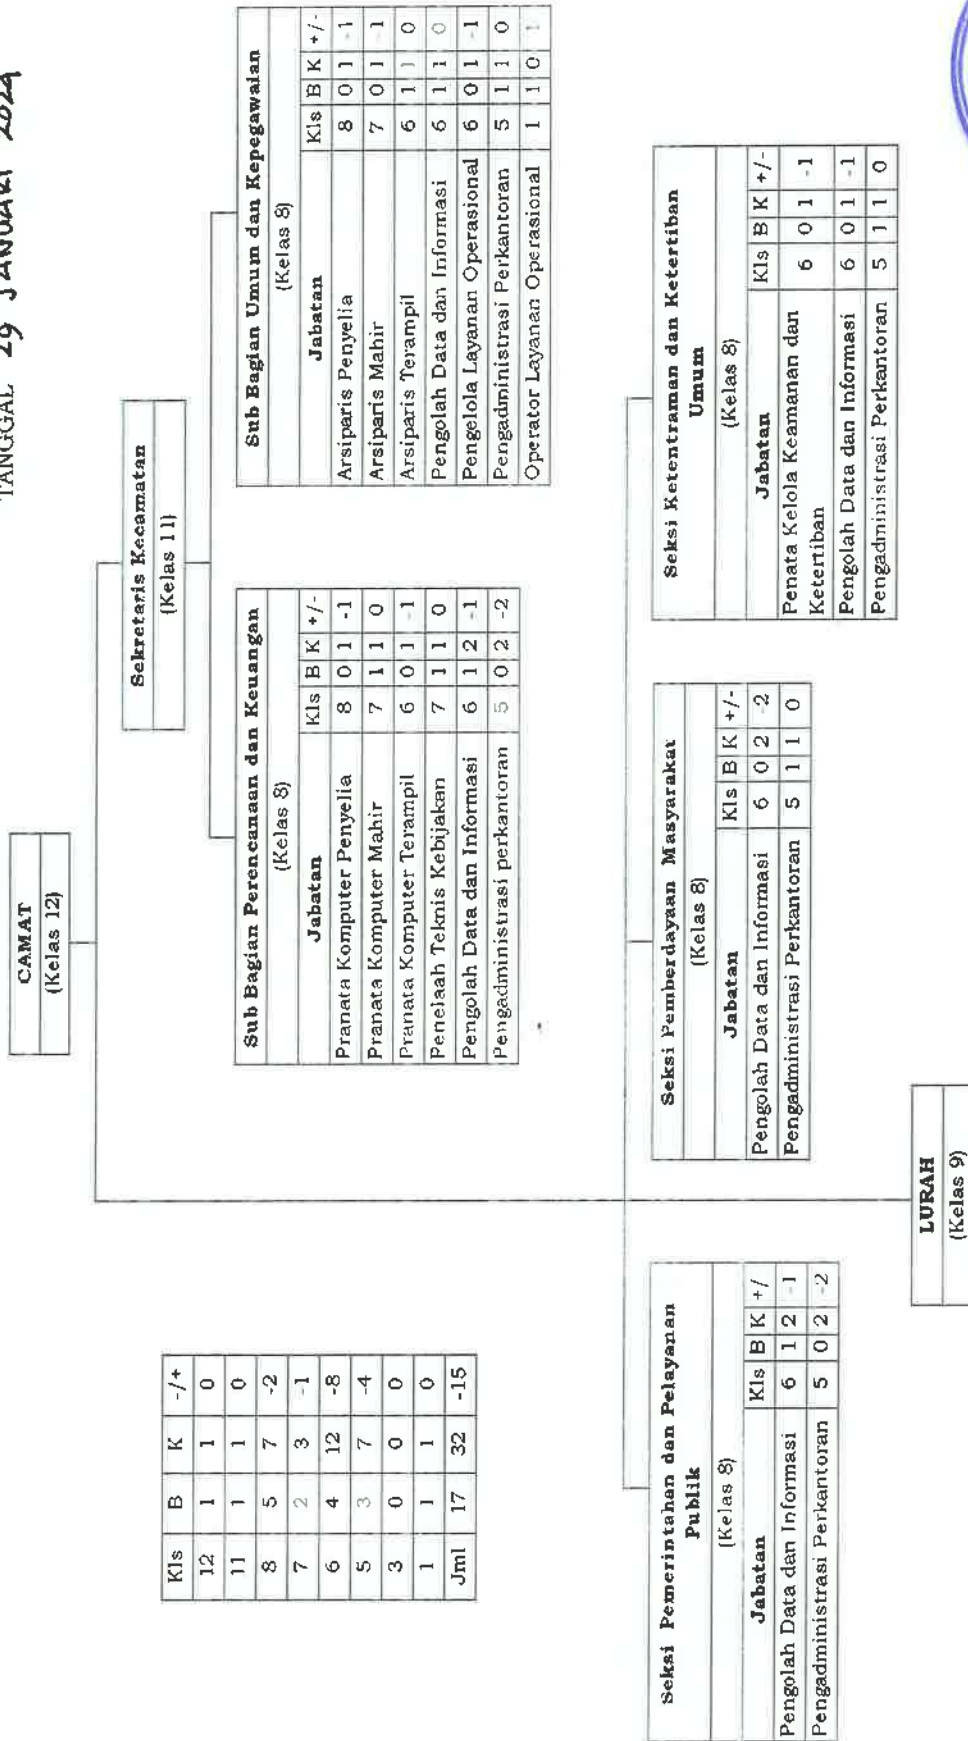 TANGGAL 29 JANUARI 2024
CAMAT
(Kelas 12)
Sekretaris Kecamatan
(Kelas 11)
Kls B K -/+
12 1 1 0
11 1 1 0
8 5 7 -2
7 2 3 -1
6 4 12 -8
5 3 7 -4
3 0 0 0
1 1 1 0
Jml 17 32 -15
Sub Bagian Perencanaan dan Keuangan
(Kelas 8)
Jabatan Kls B K +/-
Pranata Komputer Penyelia 8 0 1 -1
Pranata Komputer Mahir 7 1 1 0
Pranata Komputer Terampil 6 0 1 -1
Penelaah Teknis Kebijakan 7 1 1 0
Pengolah Data dan Informasi 6 1 2 -1
Pengadministrasi perkantoran 5 0 2 -2
Sub Bagian Umum dan Kepegawaian
(Kelas 8)
Jabatan Kls B K +/-
Arsiparis Penyelia 8 0 1 -1
Arsiparis Mahir 7 0 1 -1
Arsiparis Terampil 6 1 1 0
Pengolah Data dan Informasi 6 1 1 0
Pengelola Layanan Operasional 6 0 1 -1
Pengadministrasi Perkantoran 5 1 1 0
Operator Layanan Operasional 1 1 0 1
Seksi Pemerintahan dan Pelayanan
Publik
(Kelas 8)
Jabatan Kls B K +/
Pengolah Data dan Informasi 6 1 2 -1
Pengadministrasi Perkantoran 5 0 2 -2
Seksi Pemberdayaan Masyarakat
(Kelas 8)
Jabatan Kls B K +/-
Pengolah Data dan Informasi 6 0 2 -2
Pengadministrasi Perkantoran 5 1 1 0
Seksi Ketentraman dan Ketertiban
Umum
(Kelas 8)
Jabatan Kls B K +/-
Penata Kelola Keamanan dan
Ketertiban 6 0 1 -1
Pengolah Data dan Informasi 6 0 1 -1
Pengadministrasi Perkantoran 5 1 1 0
LURAH
(Kelas 9)